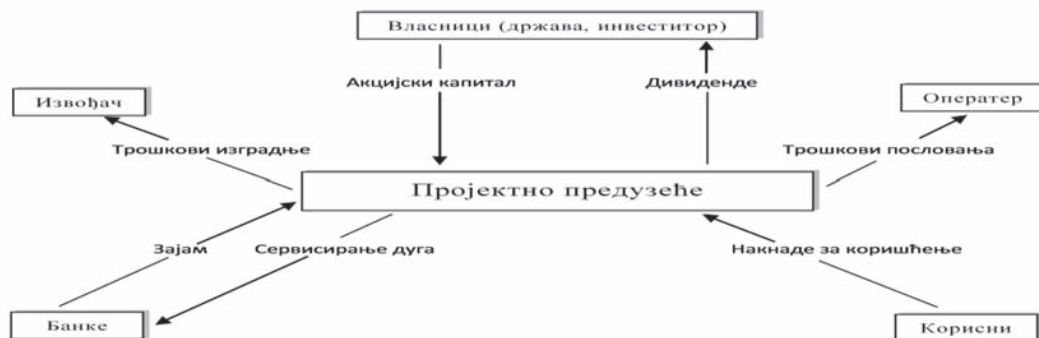 Власници (држава, инвеститор)
Акцијски капитал
Дивиденде
Извођач
Оператер
Трошкови изградње
Трошкови пословања
Пројектно предузеће
Зајам
Сервисирање дуга
Накнаде за коришћење
Банке
Корисни